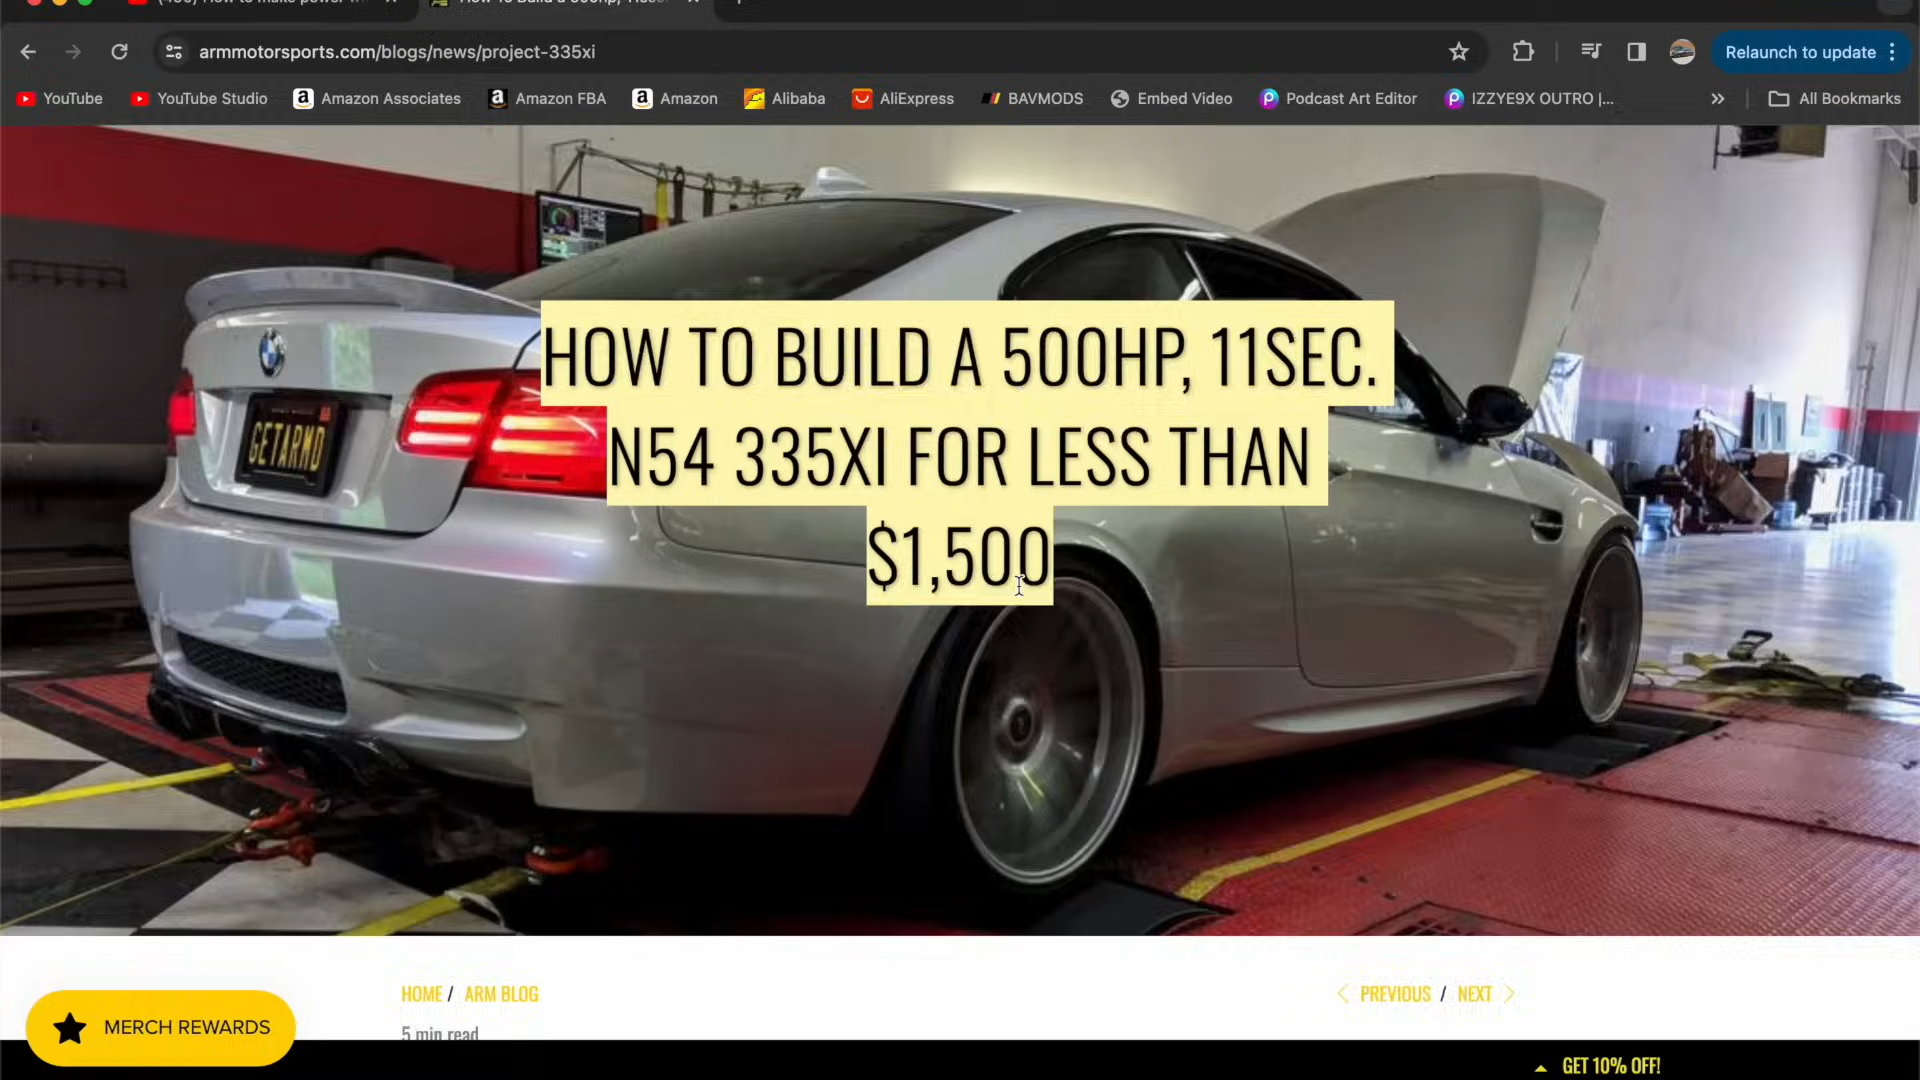 armmotorsports.com/blogs/news/project-335xi
Relaunch to update
YouTube
YouTube Studio
Amazon Associates
Amazon FBA
Amazon
Alibaba
AliExpress
BAVMODS
Embed Video
Podcast Art Editor
IZZYE9X OUTRO |...
All Bookmarks
HOW TO BUILD A 500HP, 11SEC.
N54 335XI FOR LESS THAN
$1,500
GETARMD
HOME / ARM BLOG
PREVIOUS / NEXT
5 min read
MERCH REWARDS
GET 10% OFF!